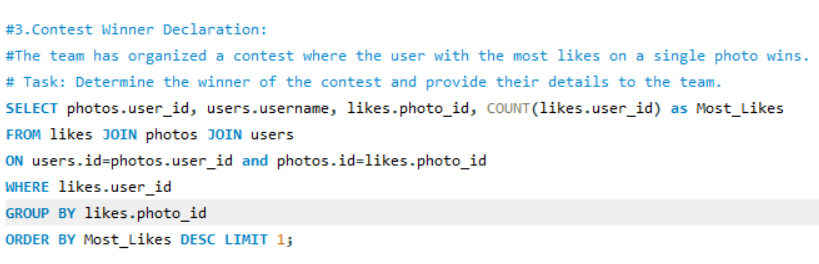 #3.Contest Winner Declaration:
#The team has organized a contest where the user with the most likes on a single photo wins.
# Task: Determine the winner of the contest and provide their details to the team.
SELECT photos.user_id, users.username, likes.photo_id, COUNT(likes.user_id) as Most_Likes
FROM likes JOIN photos JOIN users
ON users.id=photos.user_id and photos.id=likes.photo_id
WHERE likes.user_id
GROUP BY likes.photo_id
ORDER BY Most_Likes DESC LIMIT 1;